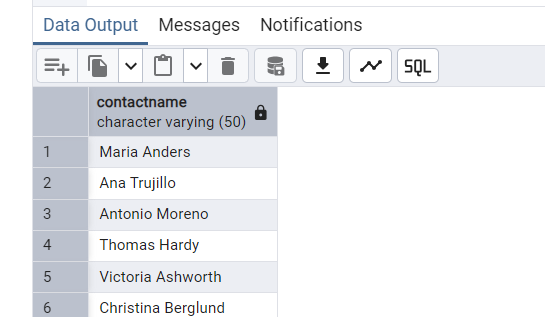 Data Output Messages Notifications
SQL
contactname
character varying (50)
1 Maria Anders
2 Ana Trujillo
3 Antonio Moreno
4 Thomas Hardy
5 Victoria Ashworth
6 Christina Berglund